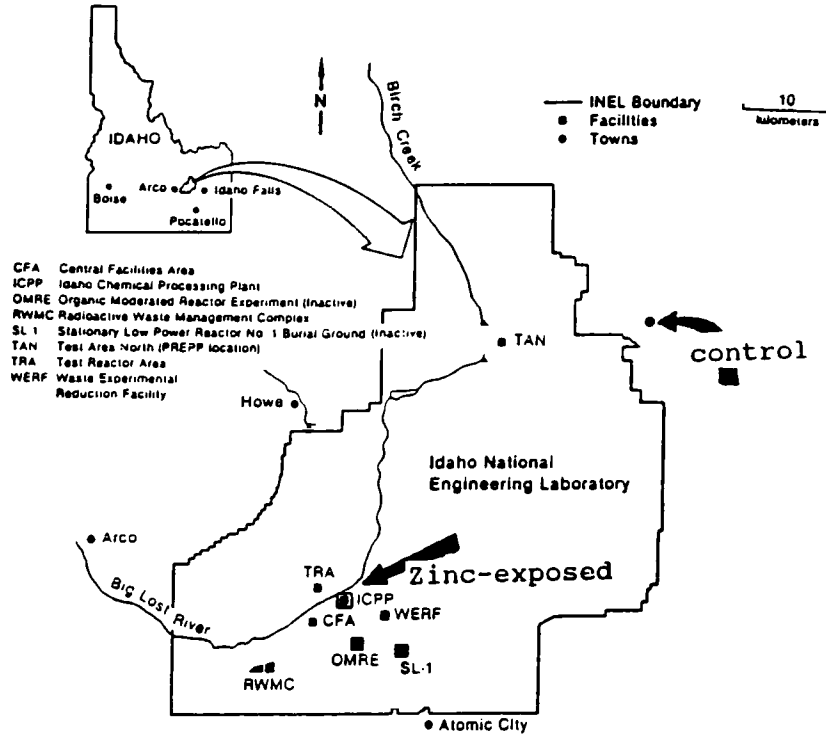 IDAHO
Boise
Arco
Idaho Falls
Pocatello
N
Birch Creek
INEL Boundary
Facilities
Towns
10
kilometers
CFA Central Facilities Area
ICPP Idaho Chemical Processing Plant
OMRE Organic Moderated Reactor Experiment (Inactive)
RWMC Radioactive Waste Management Complex
SL 1 Stationary Low Power Reactor No. 1 Burial Ground (Inactive)
TAN Test Area North (PREPP location)
TRA Test Reactor Area
WERF Waste Experimental
Reduction Facility
TAN
control
Howe
Idaho National
Engineering Laboratory
Arco
Big Lost River
Zinc-exposed
TRA
ICPP
WERF
CFA
OMRE
SL-1
RWMC
Atomic City